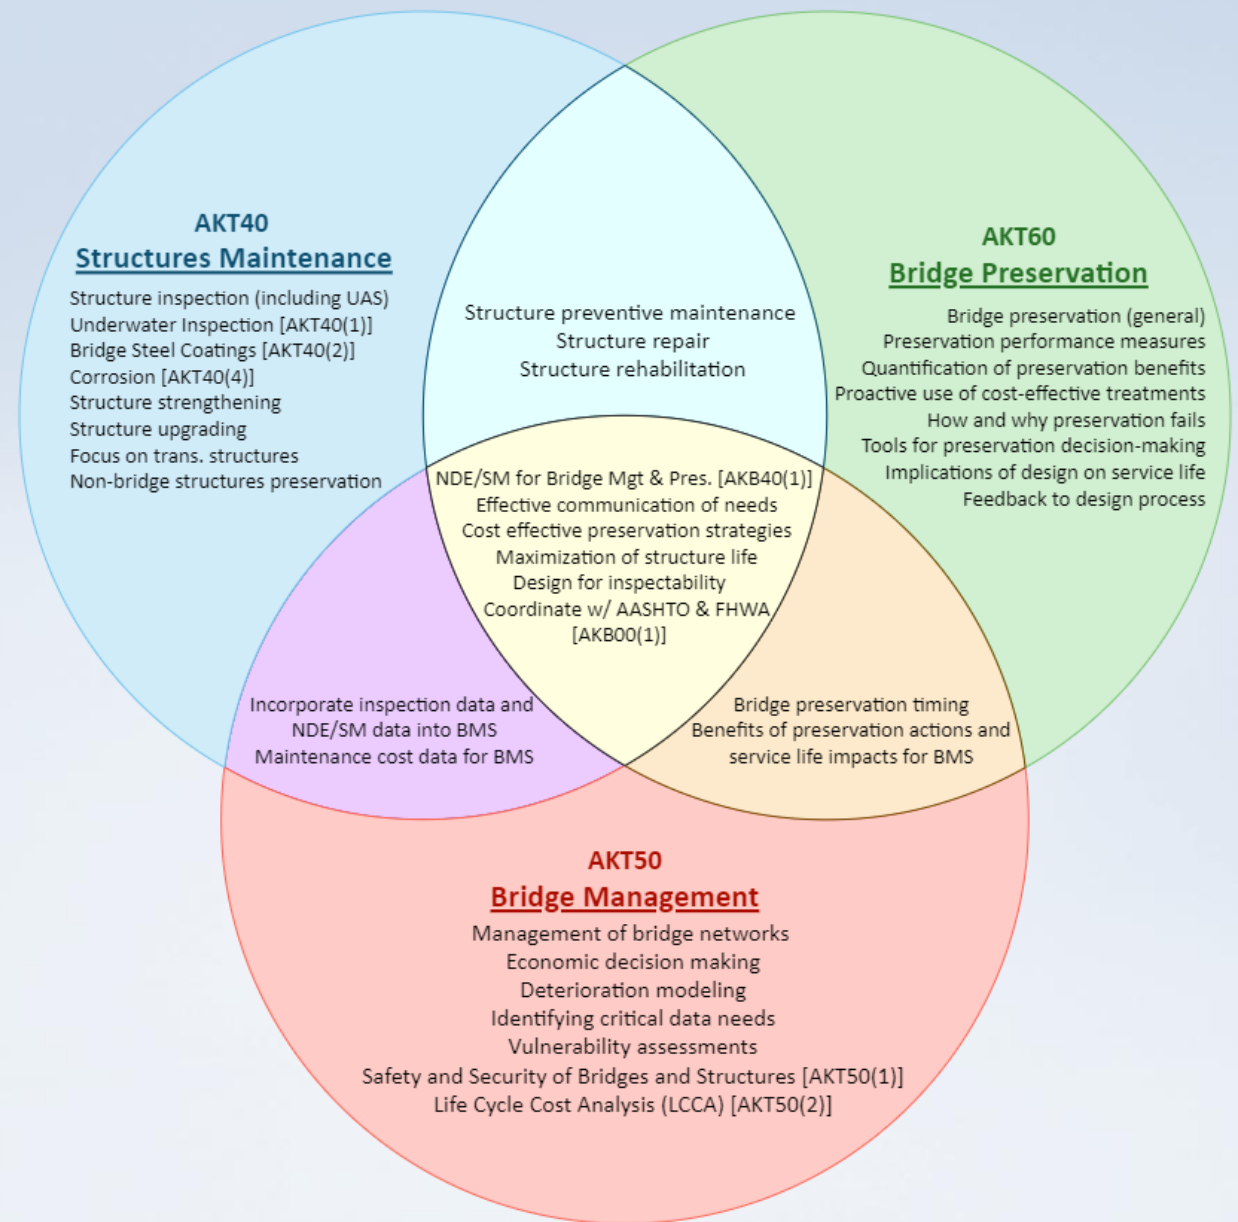 AKT40
Structures Maintenance
Structure inspection (including UAS)
Underwater Inspection [AKT40(1)]
Bridge Steel Coatings [AKT40(2)]
Corrosion [AKT40(4)]
Structure strengthening
Structure upgrading
Focus on trans. structures
Non-bridge structures preservation
Structure preventive maintenance
Structure repair
Structure rehabilitation
AKT60
Bridge Preservation
Bridge preservation (general)
Preservation performance measures
Quantification of preservation benefits
Proactive use of cost-effective treatments
How and why preservation fails
Tools for preservation decision-making
Implications of design on service life
Feedback to design process
NDE/SM for Bridge Mgt & Pres. [AKB40(1)]
Effective communication of needs
Cost effective preservation strategies
Maximization of structure life
Design for inspectability
Coordinate w/ AASHTO & FHWA
[AKB00(1)]
Incorporate inspection data and
NDE/SM data into BMS
Maintenance cost data for BMS
Bridge preservation timing
Benefits of preservation actions and
service life impacts for BMS
AKT50
Bridge Management
Management of bridge networks
Economic decision making
Deterioration modeling
Identifying critical data needs
Vulnerability assessments
Safety and Security of Bridges and Structures [AKT50(1)]
Life Cycle Cost Analysis (LCCA) [AKT50(2)]